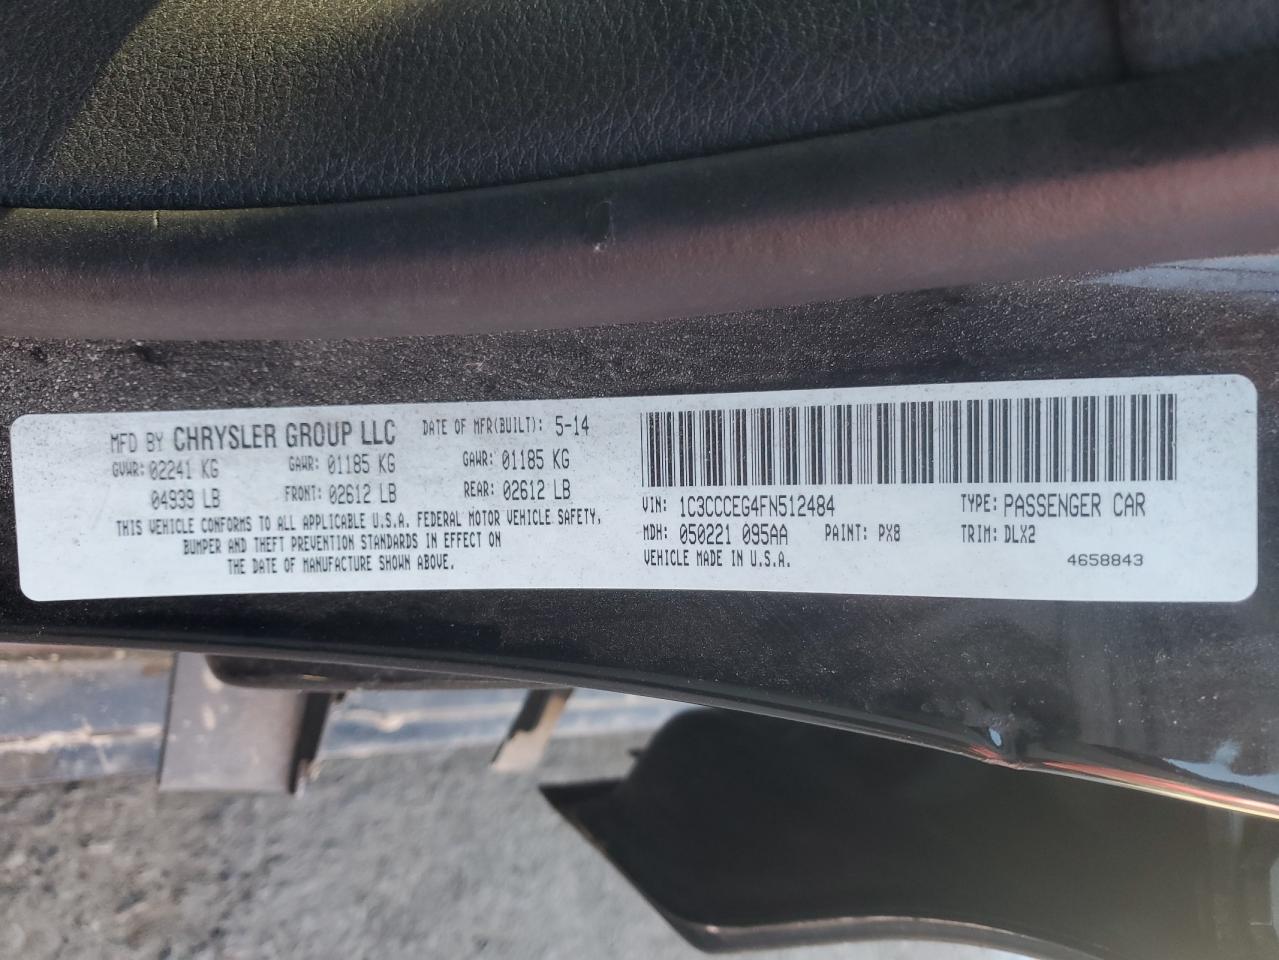 MFD BY CHRYSLER GROUP LLC DATE OF MFR(BUILT): 5-14
GVWR: 02241 KG GAWR: 01185 KG GAWR: 01185 KG
04939 LB FRONT: 02612 LB REAR: 02612 LB
THIS VEHICLE CONFORMS TO ALL APPLICABLE U.S.A. FEDERAL MOTOR VEHICLE SAFETY,
BUMPER AND THEFT PREVENTION STANDARDS IN EFFECT ON
THE DATE OF MANUFACTURE SHOWN ABOVE.
VIN: 1C3CCCEG4FN512484 TYPE: PASSENGER CAR
MDH: 050221 095AA PAINT: PX8 TRIM: DLX2
VEHICLE MADE IN U.S.A. 4658843